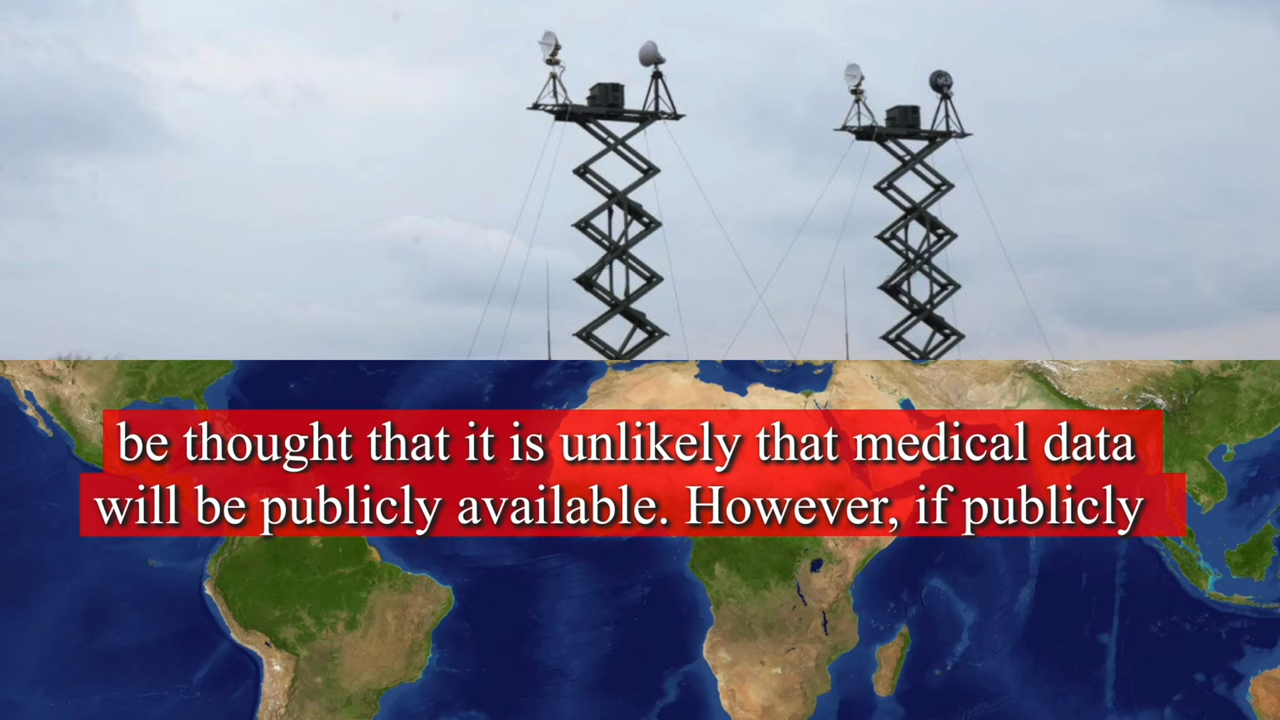 be thought that it is unlikely that medical data
will be publicly available. However, if publicly